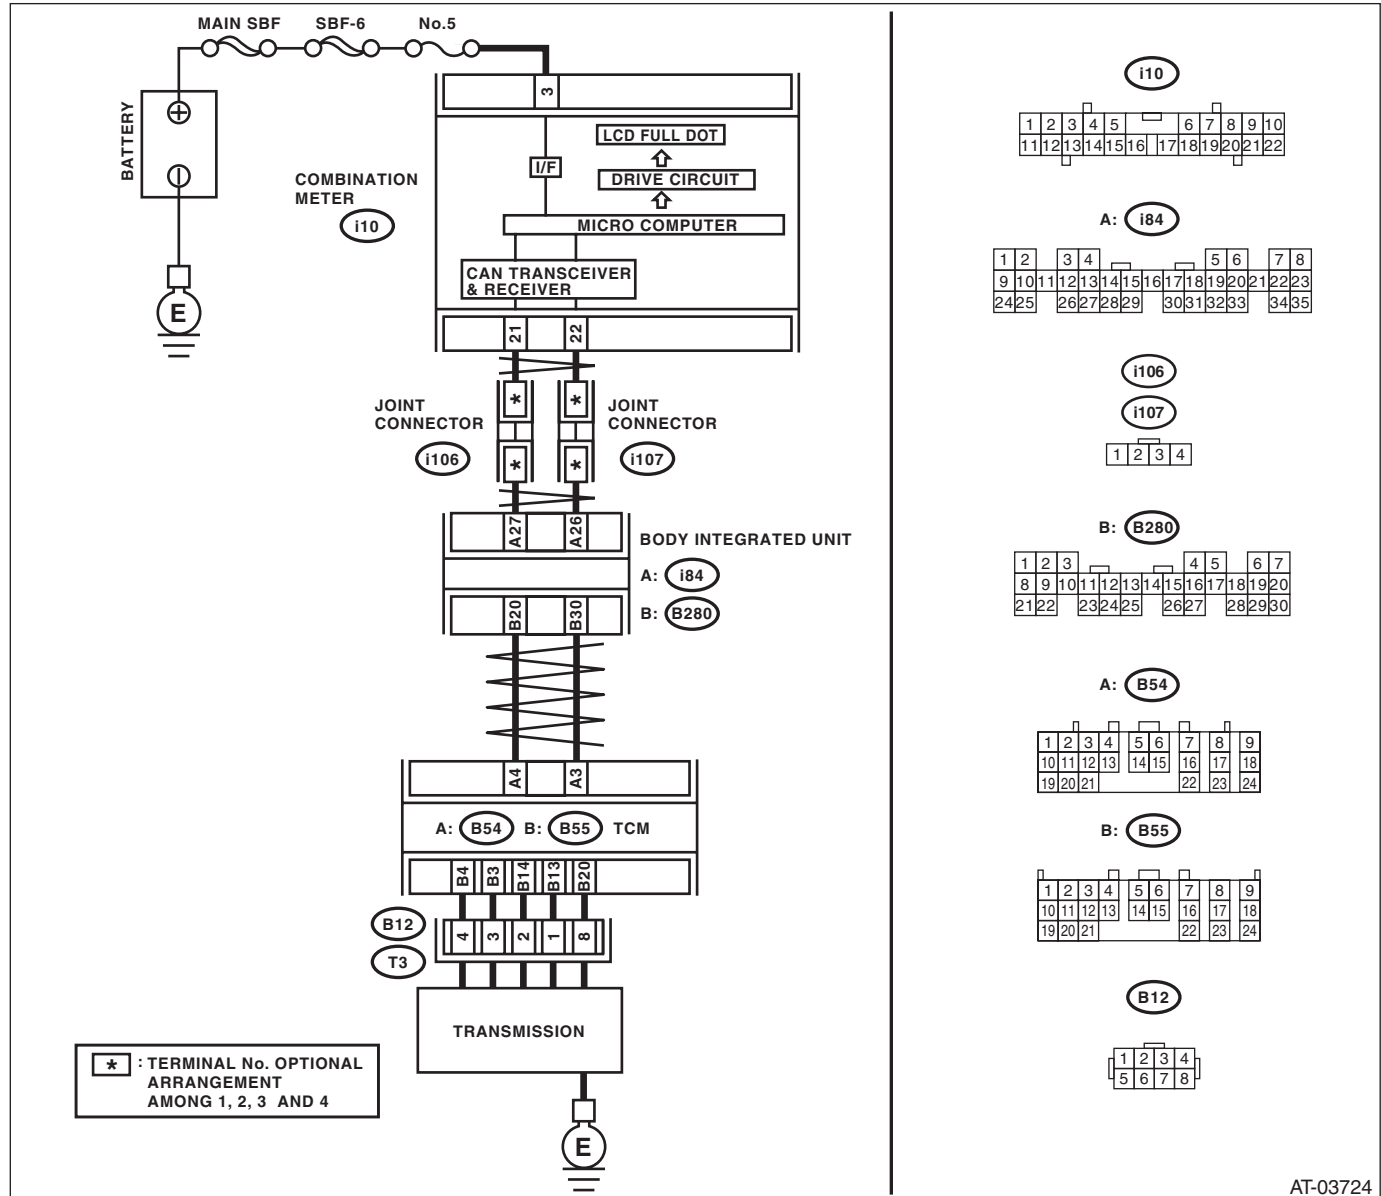 MAIN SBF SBF-6 No.5
BATTERY
3
LCD FULL DOT
I/F
DRIVE CIRCUIT
COMBINATION
METER
i10
MICRO COMPUTER
CAN TRANSCEIVER
& RECEIVER
E
21 22
JOINT
CONNECTOR
i106
* *
* *
JOINT
CONNECTOR
i107
A27 A26
BODY INTEGRATED UNIT
A: i84
B20 B30
B: B280
A4 A3
A: B54 B: B55 TCM
B4 B3 B14 B13 B20
B12
4 3 2 1 8
T3
TRANSMISSION
* : TERMINAL No. OPTIONAL
ARRANGEMENT
AMONG 1, 2, 3 AND 4
E
i10
1 2 3 4 5 6 7 8 9 10
11 12 13 14 15 16 17 18 19 20 21 22
A: i84
1 2 3 4 5 6 7 8
9 10 11 12 13 14 15 16 17 18 19 20 21 22 23
24 25 26 27 28 29 30 31 32 33 34 35
i106
i107
1 2 3 4
B: B280
1 2 3 4 5 6 7
8 9 10 11 12 13 14 15 16 17 18 19 20
21 22 23 24 25 26 27 28 29 30
A: B54
1 2 3 4 5 6 7 8 9
10 11 12 13 14 15 16 17 18
19 20 21 22 23 24
B: B55
1 2 3 4 5 6 7 8 9
10 11 12 13 14 15 16 17 18
19 20 21 22 23 24
B12
1 2 3 4
5 6 7 8
AT-03724